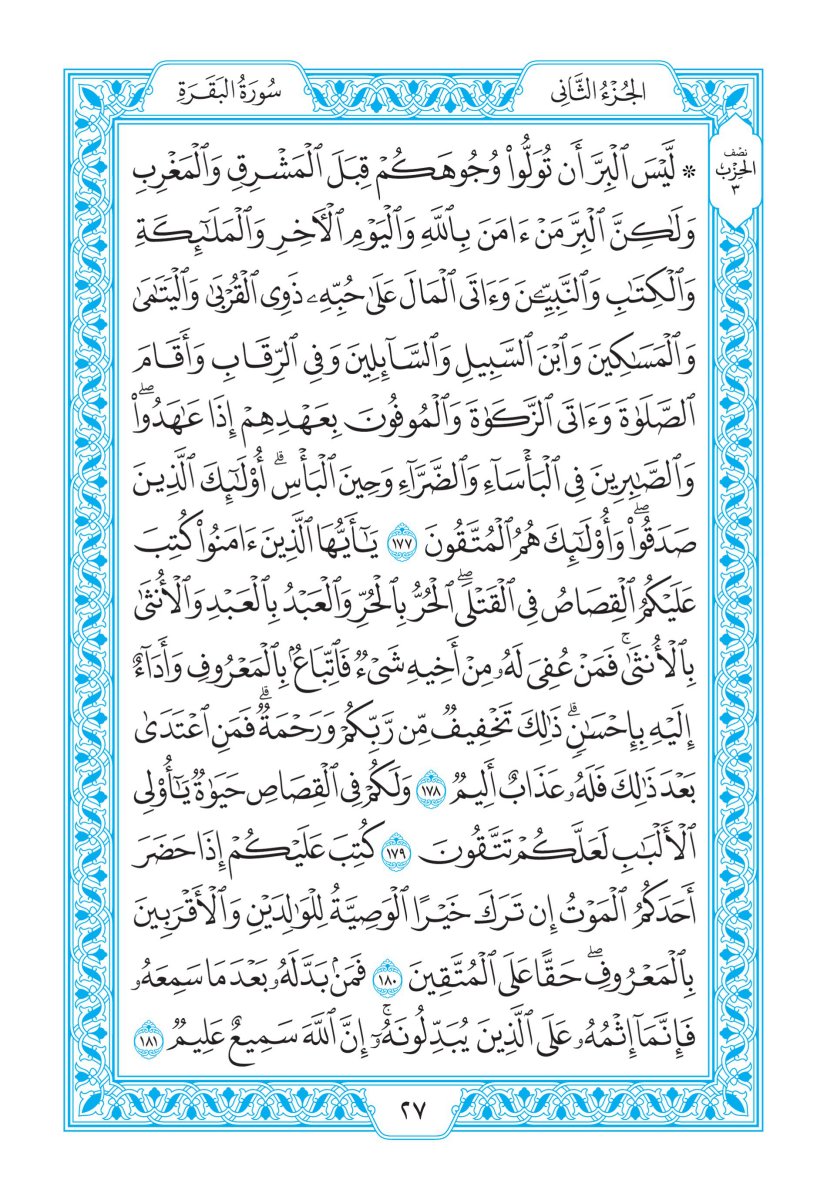 الجُزْءُ الثَّانِي
سُورَةُ البَقَرَةِ
نصف
الحِزْب
٣
۞ لَّيْسَ ٱلْبِرَّ أَن تُوَلُّوا۟ وُجُوهَكُمْ قِبَلَ ٱلْمَشْرِقِ وَٱلْمَغْرِبِ
وَلَـٰكِنَّ ٱلْبِرَّ مَنْ ءَامَنَ بِٱللَّهِ وَٱلْيَوْمِ ٱلْـَٔاخِرِ وَٱلْمَلَـٰٓئِكَةِ
وَٱلْكِتَـٰبِ وَٱلنَّبِيِّـۧنَ وَءَاتَى ٱلْمَالَ عَلَىٰ حُبِّهِۦ ذَوِى ٱلْقُرْبَىٰ وَٱلْيَتَـٰمَىٰ
وَٱلْمَسَـٰكِينَ وَٱبْنَ ٱلسَّبِيلِ وَٱلسَّآئِلِينَ وَفِى ٱلرِّقَابِ وَأَقَامَ
ٱلصَّلَوٰةَ وَءَاتَى ٱلزَّكَوٰةَ وَٱلْمُوفُونَ بِعَهْدِهِمْ إِذَا عَـٰهَدُوا۟ۖ
وَٱلصَّـٰبِرِينَ فِى ٱلْبَأْسَآءِ وَٱلضَّرَّآءِ وَحِينَ ٱلْبَأْسِۗ أُو۟لَـٰٓئِكَ ٱلَّذِينَ
صَدَقُوا۟ۖ وَأُو۟لَـٰٓئِكَ هُمُ ٱلْمُتَّقُونَ ١٧٧ يَـٰٓأَيُّهَا ٱلَّذِينَ ءَامَنُوا۟ كُتِبَ
عَلَيْكُمُ ٱلْقِصَاصُ فِى ٱلْقَتْلَىۖ ٱلْحُرُّ بِٱلْحُرِّ وَٱلْعَبْدُ بِٱلْعَبْدِ وَٱلْأُنثَىٰ
بِٱلْأُنثَىٰۚ فَمَنْ عُفِىَ لَهُۥ مِنْ أَخِيهِ شَىْءٌ فَٱتِّبَاعٌۢ بِٱلْمَعْرُوفِ وَأَدَآءٌ
إِلَيْهِ بِإِحْسَـٰنٍۗ ذَٰلِكَ تَخْفِيفٌ مِّن رَّبِّكُمْ وَرَحْمَةٌۗ فَمَنِ ٱعْتَدَىٰ
بَعْدَ ذَٰلِكَ فَلَهُۥ عَذَابٌ أَلِيمٌ ١٧٨ وَلَكُمْ فِى ٱلْقِصَاصِ حَيَوٰةٌ يَـٰٓأُو۟لِى
ٱلْأَلْبَـٰبِ لَعَلَّكُمْ تَتَّقُونَ ١٧٩ كُتِبَ عَلَيْكُمْ إِذَا حَضَرَ
أَحَدَكُمُ ٱلْمَوْتُ إِن تَرَكَ خَيْرًا ٱلْوَصِيَّةُ لِلْوَٰلِدَيْنِ وَٱلْأَقْرَبِينَ
بِٱلْمَعْرُوفِۖ حَقًّا عَلَى ٱلْمُتَّقِينَ ١٨٠ فَمَنۢ بَدَّلَهُۥ بَعْدَ مَا سَمِعَهُۥ
فَإِنَّمَآ إِثْمُهُۥ عَلَى ٱلَّذِينَ يُبَدِّلُونَهُۥٓۚ إِنَّ ٱللَّهَ سَمِيعٌ عَلِيمٌ ١٨١
٢٧